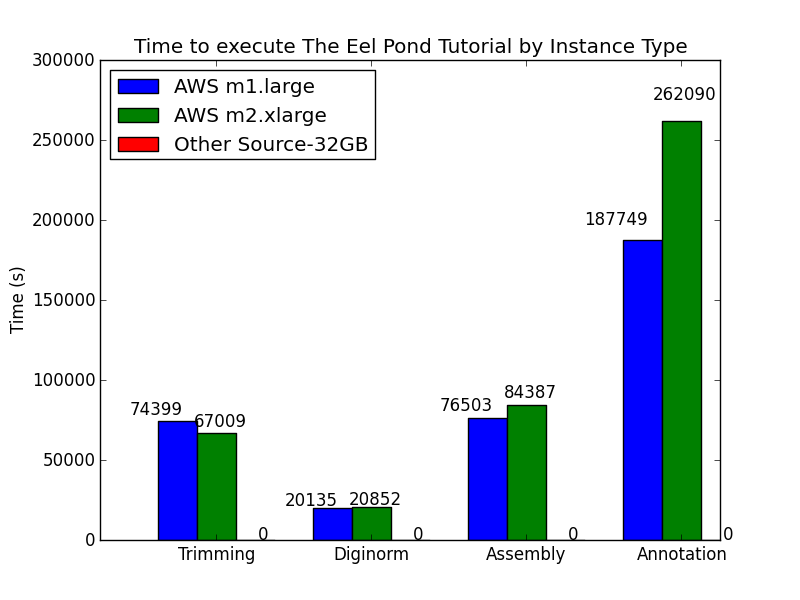 Time to execute The Eel Pond Tutorial by Instance Type
300000
250000
200000
150000
100000
50000
0
Time (s)
AWS m1.large
AWS m2.xlarge
Other Source-32GB
74399
67009
0
20135
20852
0
76503
84387
0
187749
262090
0
Trimming
Diginorm
Assembly
Annotation